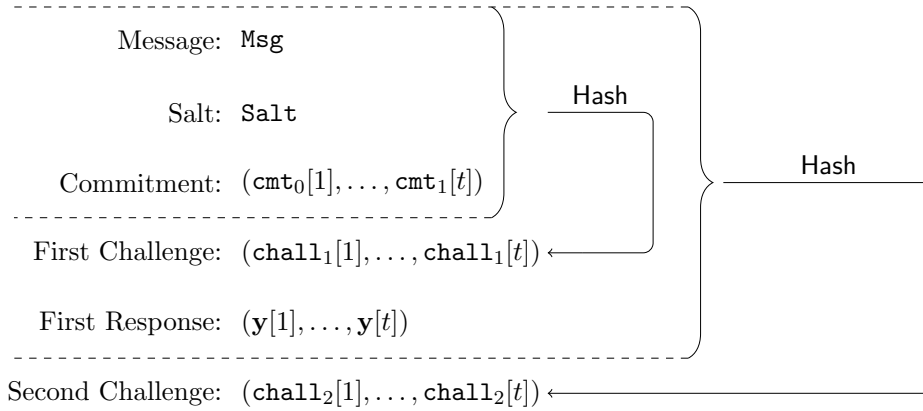 Message: Msg
Hash
Salt: Salt
Hash
Commitment: (cmt₀[1], . . . , cmt₁[t])
First Challenge: (chall₁[1], . . . , chall₁[t])
First Response: (y[1], . . . , y[t])
Second Challenge: (chall₂[1], . . . , chall₂[t])